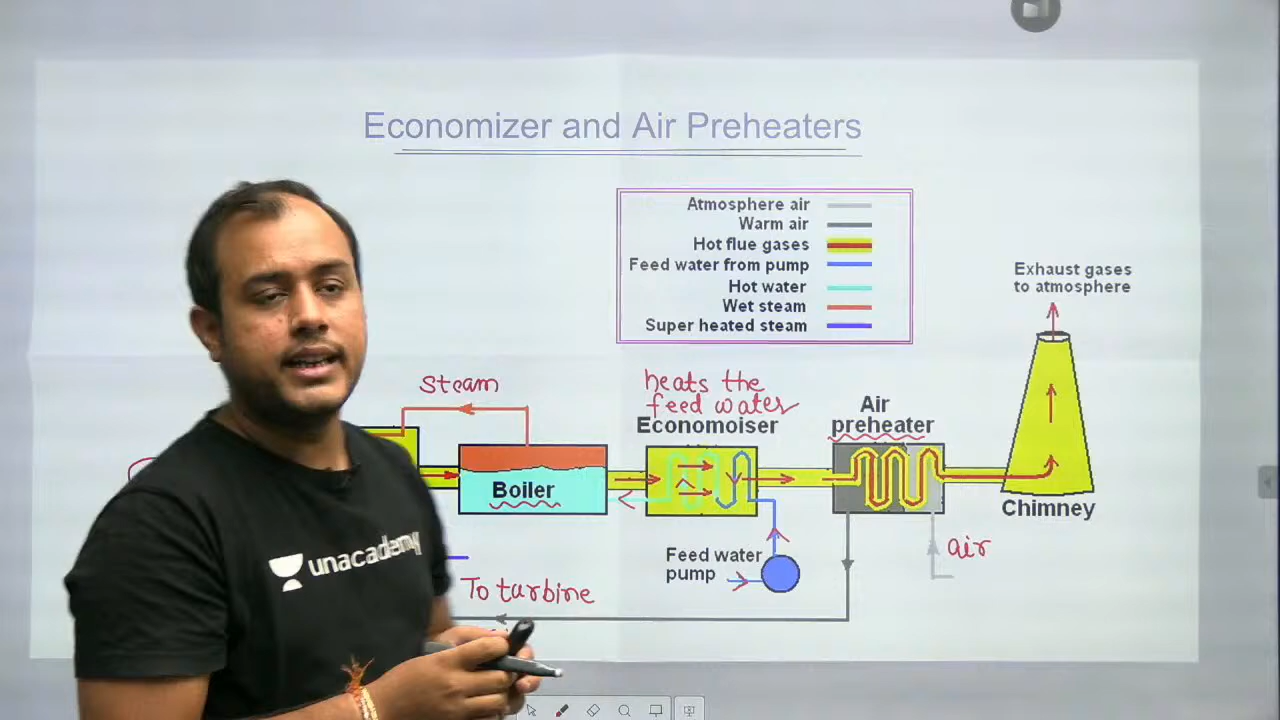 Economizer and Air Preheaters
Atmosphere air
Warm air
Hot flue gases
Feed water from pump
Hot water
Wet steam
Super heated steam
Exhaust gases
to atmosphere
steam
heats the
feed water
Economoiser
Air
preheater
Boiler
Chimney
unacademy
Feed water
pump
air
To turbine